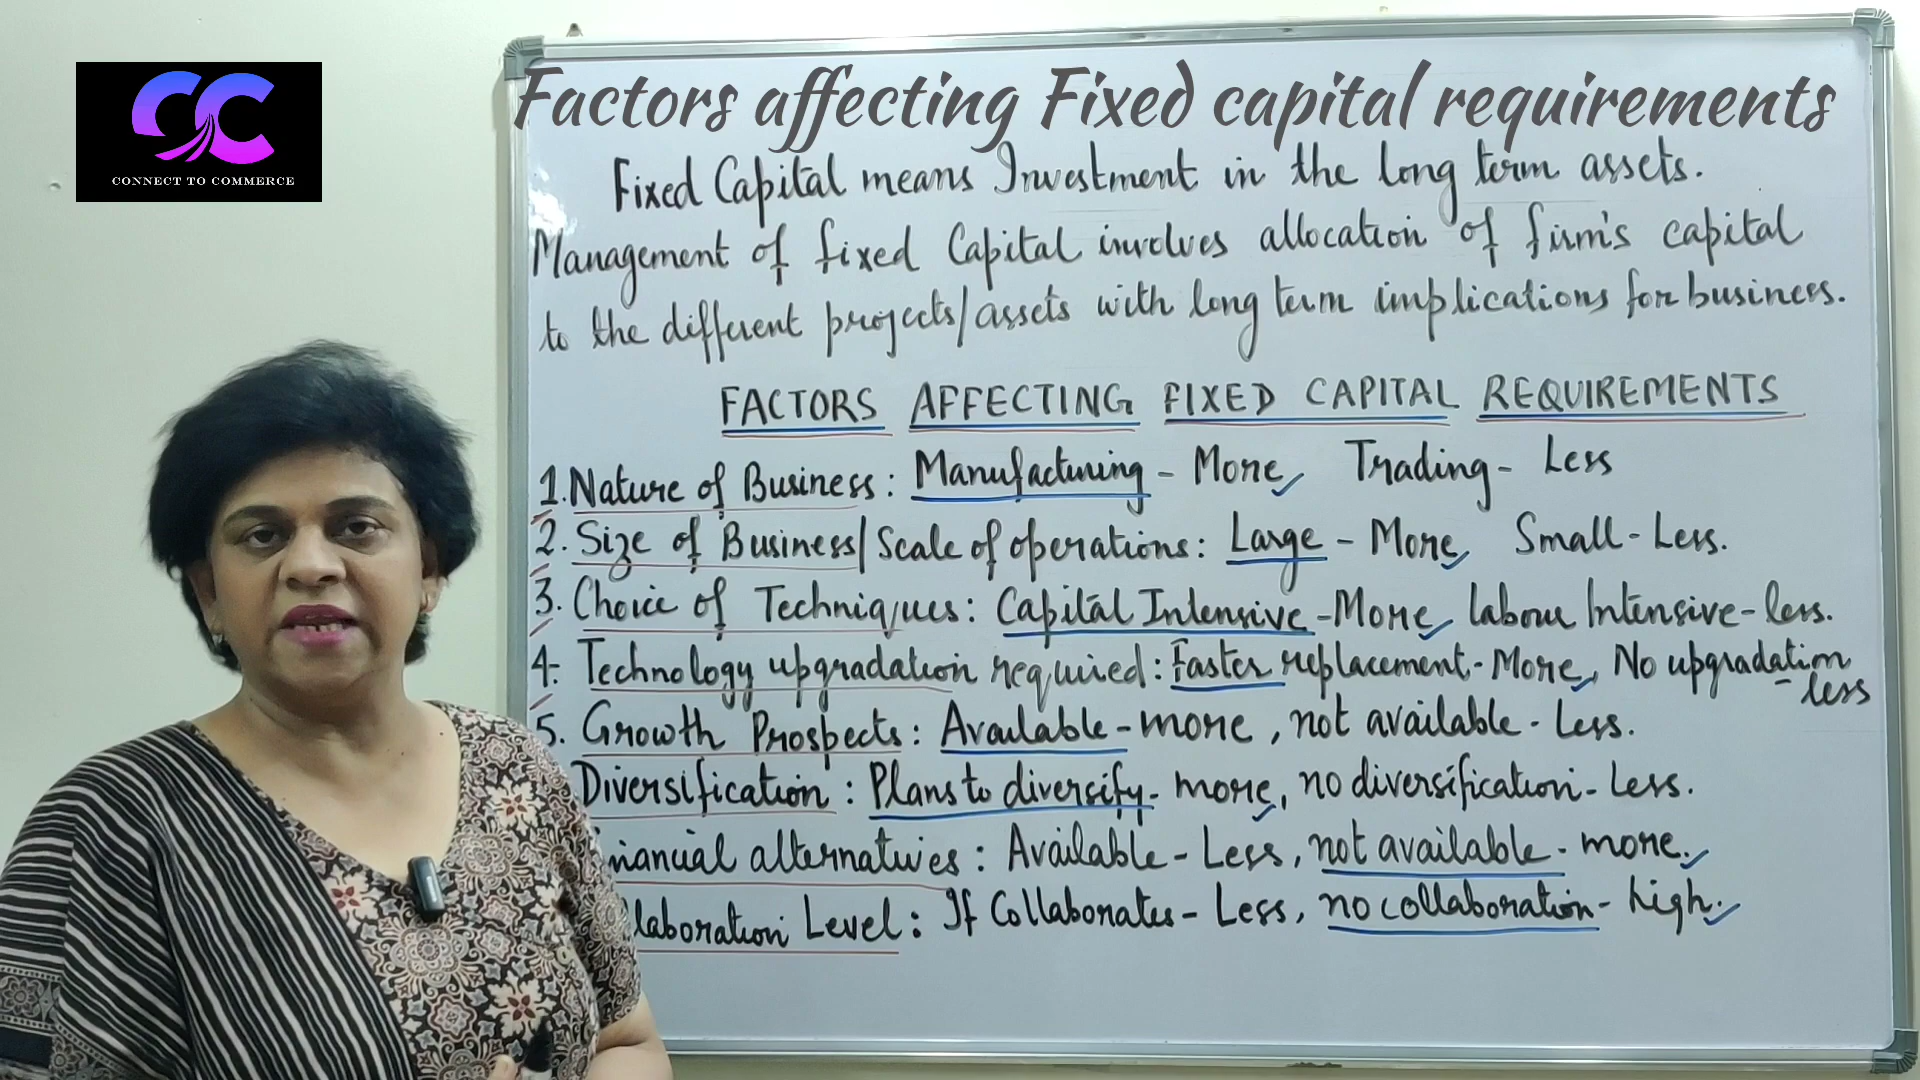 CONNECT TO COMMERCE
Factors affecting Fixed capital requirements
Fixed Capital means Investment in the long term assets.
Management of fixed Capital involves allocation of firm's capital
to the different projects/assets with long term implications for business.
FACTORS AFFECTING FIXED CAPITAL REQUIREMENTS
1. Nature of Business: Manufacturing - More Trading - Less
2. Size of Business/Scale of operations: Large - More Small - Less.
3. Choice of Techniques: Capital Intensive - More labour Intensive - less.
4. Technology upgradation required: Faster replacement - More, No upgradation - less
5. Growth Prospects: Available - more, not available - Less.
Diversification: Plans to diversify - more, no diversification - Less.
alternatives: Available - Less, not available - more.
Level: If Collaborates - Less, no collaboration - high.